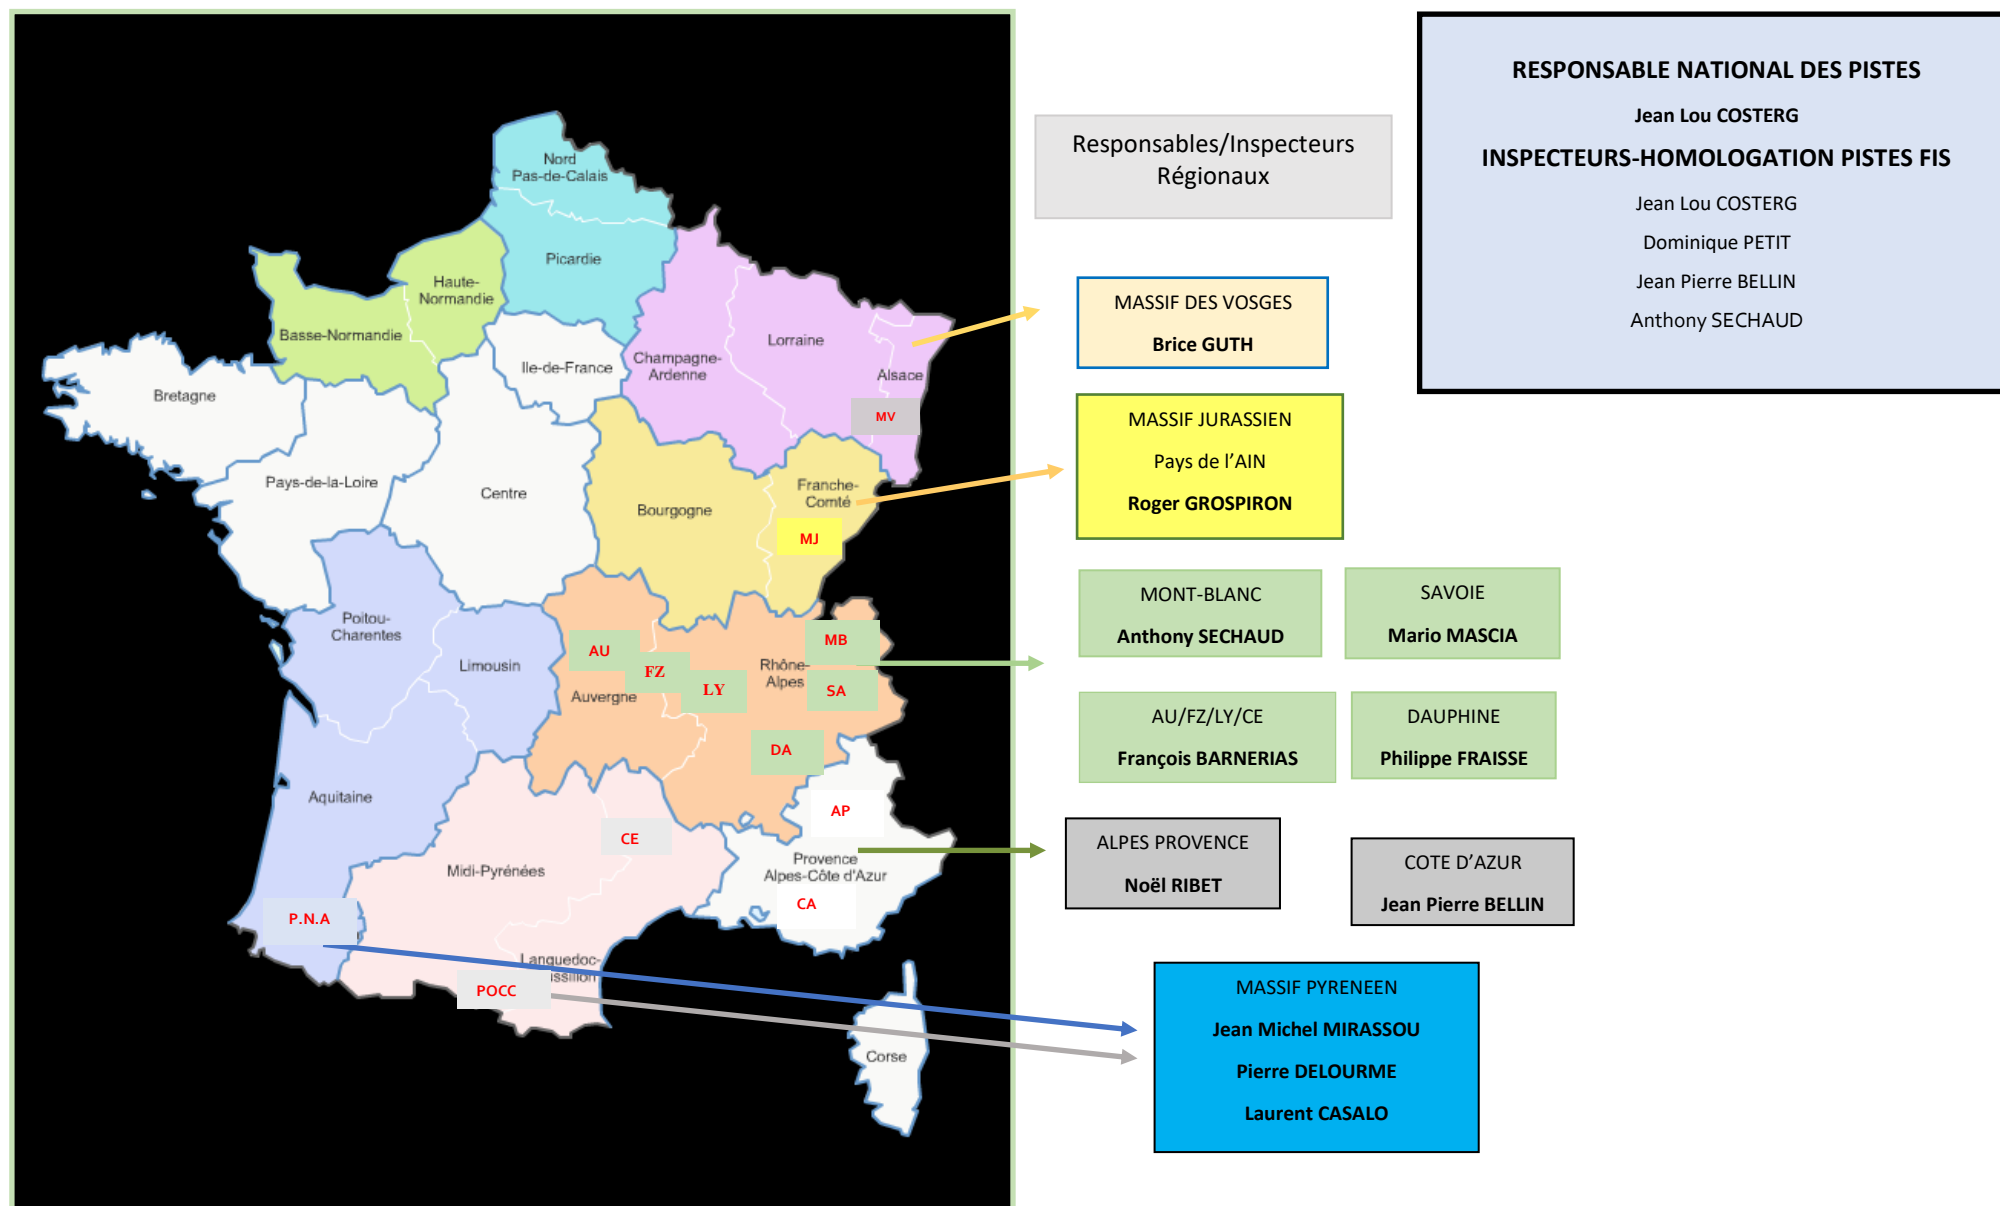 Nord
Pas-de-Calais
Picardie
Haute-
Normandie
Basse-Normandie
Ile-de-France
Champagne-
Ardenne
Lorraine
Alsace
MV
Bretagne
Pays-de-la-Loire
Centre
Bourgogne
Franche-
Comté
MJ
Poitou-
Charentes
Limousin
AU
FZ
LY
Auvergne
Rhône-
Alpes
MB
SA
DA
Aquitaine
Midi-Pyrénées
CE
AP
Provence
Alpes-Côte d'Azur
CA
P.N.A
Languedoc-
ssillon
POCC
Corse
Responsables/Inspecteurs
Régionaux
MASSIF DES VOSGES
Brice GUTH
MASSIF JURASSIEN
Pays de l’AIN
Roger GROSPIRON
MONT-BLANC
Anthony SECHAUD
SAVOIE
Mario MASCIA
AU/FZ/LY/CE
François BARNERIAS
DAUPHINE
Philippe FRAISSE
ALPES PROVENCE
Noël RIBET
COTE D’AZUR
Jean Pierre BELLIN
MASSIF PYRENEEN
Jean Michel MIRASSOU
Pierre DELOURME
Laurent CASALO
RESPONSABLE NATIONAL DES PISTES
Jean Lou COSTERG
INSPECTEURS-HOMOLOGATION PISTES FIS
Jean Lou COSTERG
Dominique PETIT
Jean Pierre BELLIN
Anthony SECHAUD